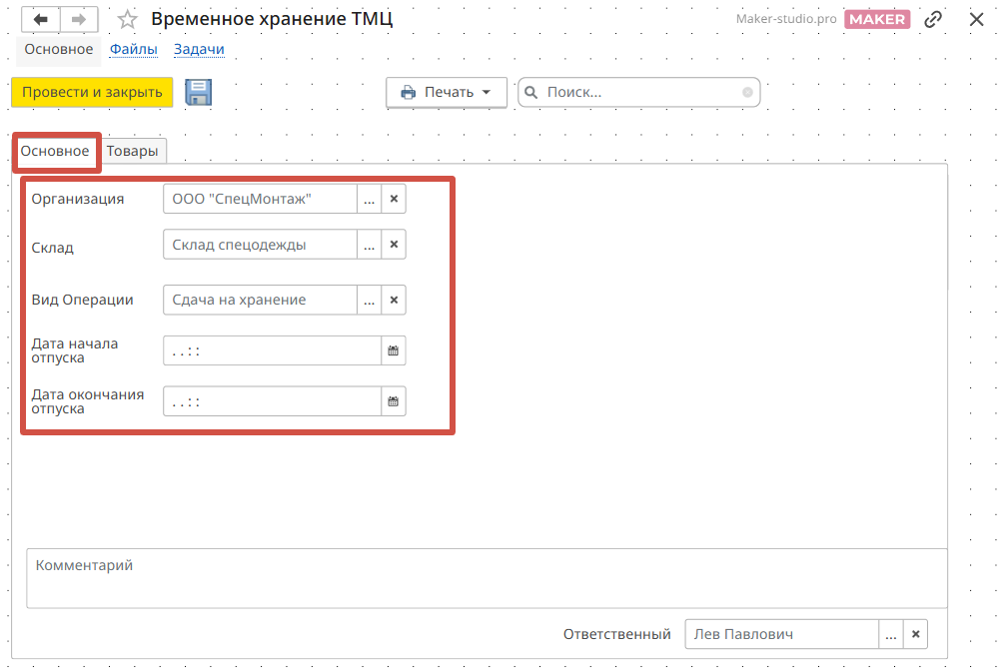 Временное хранение ТМЦ
Maker-studio.pro MAKER
Основное Файлы Задачи
Провести и закрыть Печать Поиск...
Основное Товары
Организация ООО "СпецМонтаж" ...
Склад Склад спецодежды ...
Вид Операции Сдача на хранение ...
Дата начала
отпуска
. . : :
Дата окончания
отпуска
. . : :
Комментарий
Ответственный Лев Павлович ...